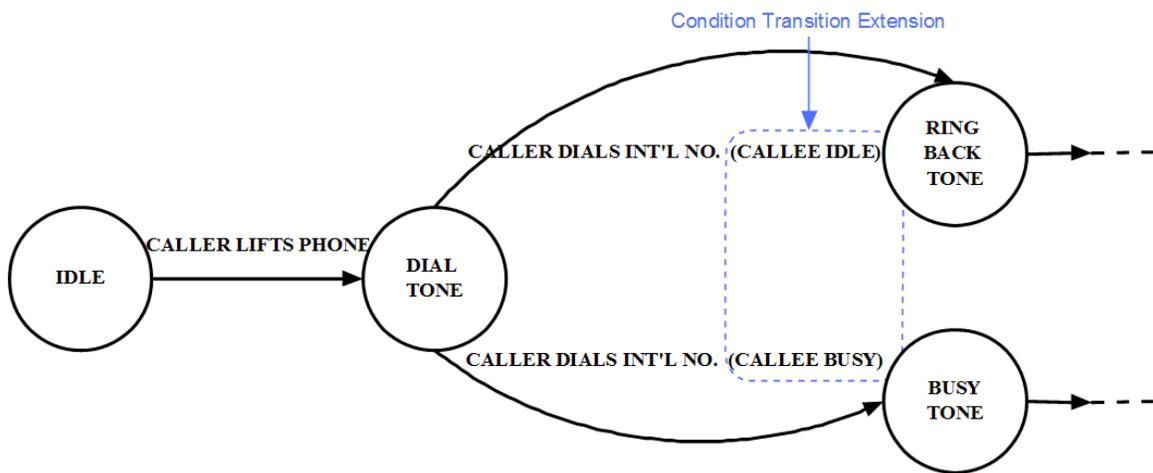 Condition Transition Extension
CALLER DIALS INT'L NO. (CALLEE IDLE)
RING
BACK
TONE
CALLER LIFTS PHONE
IDLE
DIAL
TONE
CALLER DIALS INT'L NO. (CALLEE BUSY)
BUSY
TONE